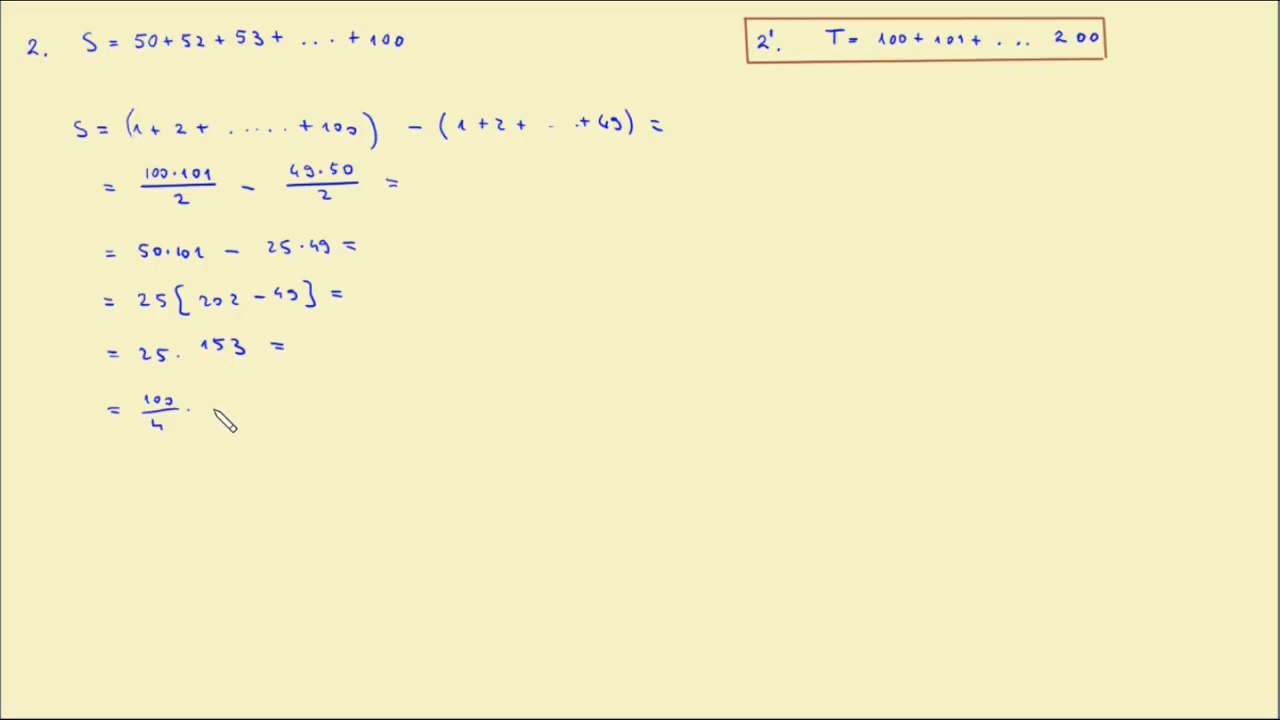 2. S = 50 + 52 + 53 + ... + 100
2'. T = 100 + 101 + .... 200
S = (1 + 2 + ..... + 100) - (1 + 2 + .. + 49) =
= 100·101/2 - 49·50/2 =
= 50·101 - 25·49 =
= 25[202 - 49] =
= 25 · 153 =
= 100/4 ·